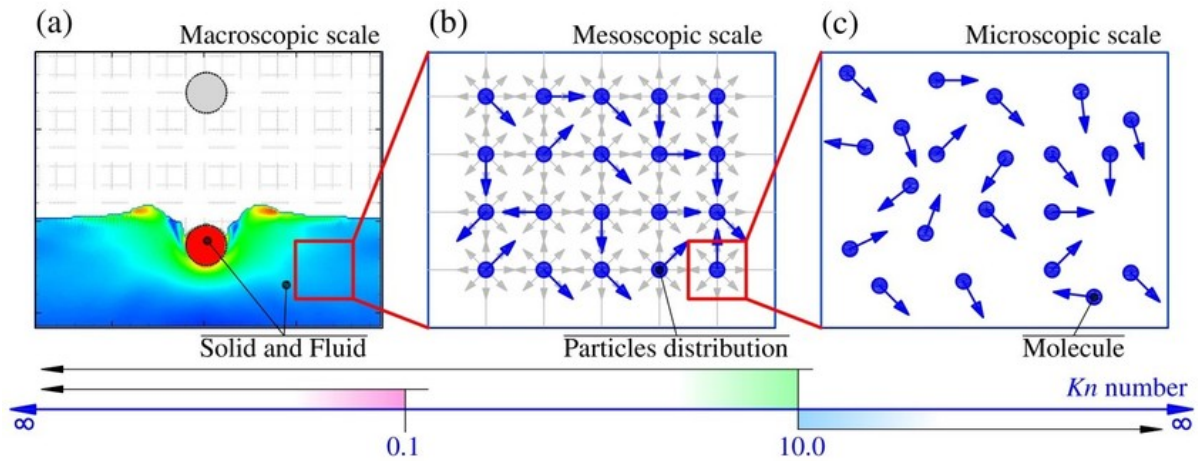 (a)
Macroscopic scale
(b)
Mesoscopic scale
(c)
Microscopic scale
Solid and Fluid
Particles distribution
Molecule
Kn number
∞
0.1
10.0
∞